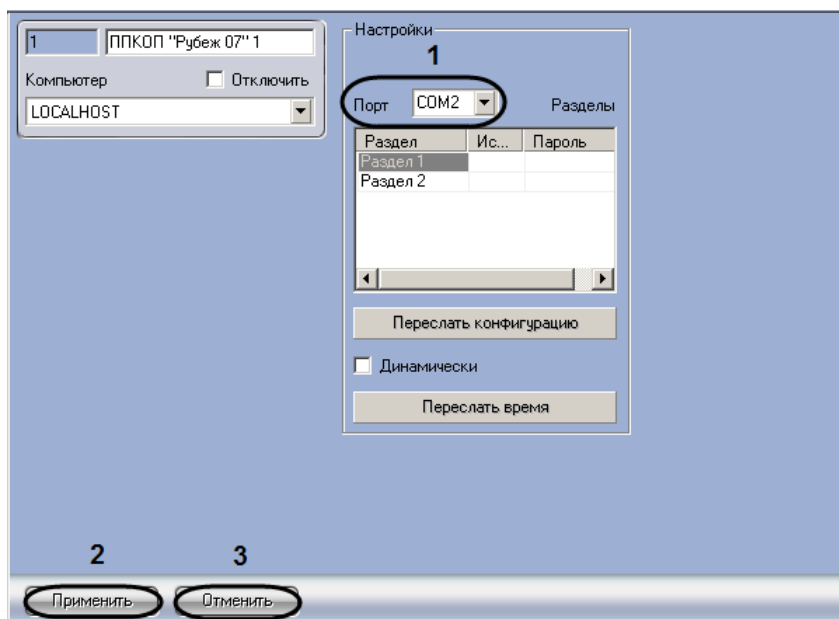 1
ППКОП "Рубеж 07" 1
Компьютер
Отключить
LOCALHOST
Настройки
1
Порт
COM2
Разделы
Раздел
Ис...
Пароль
Раздел 1
Раздел 2
Переслать конфигурацию
Динамически
Переслать время
2
3
Применить
Отменить